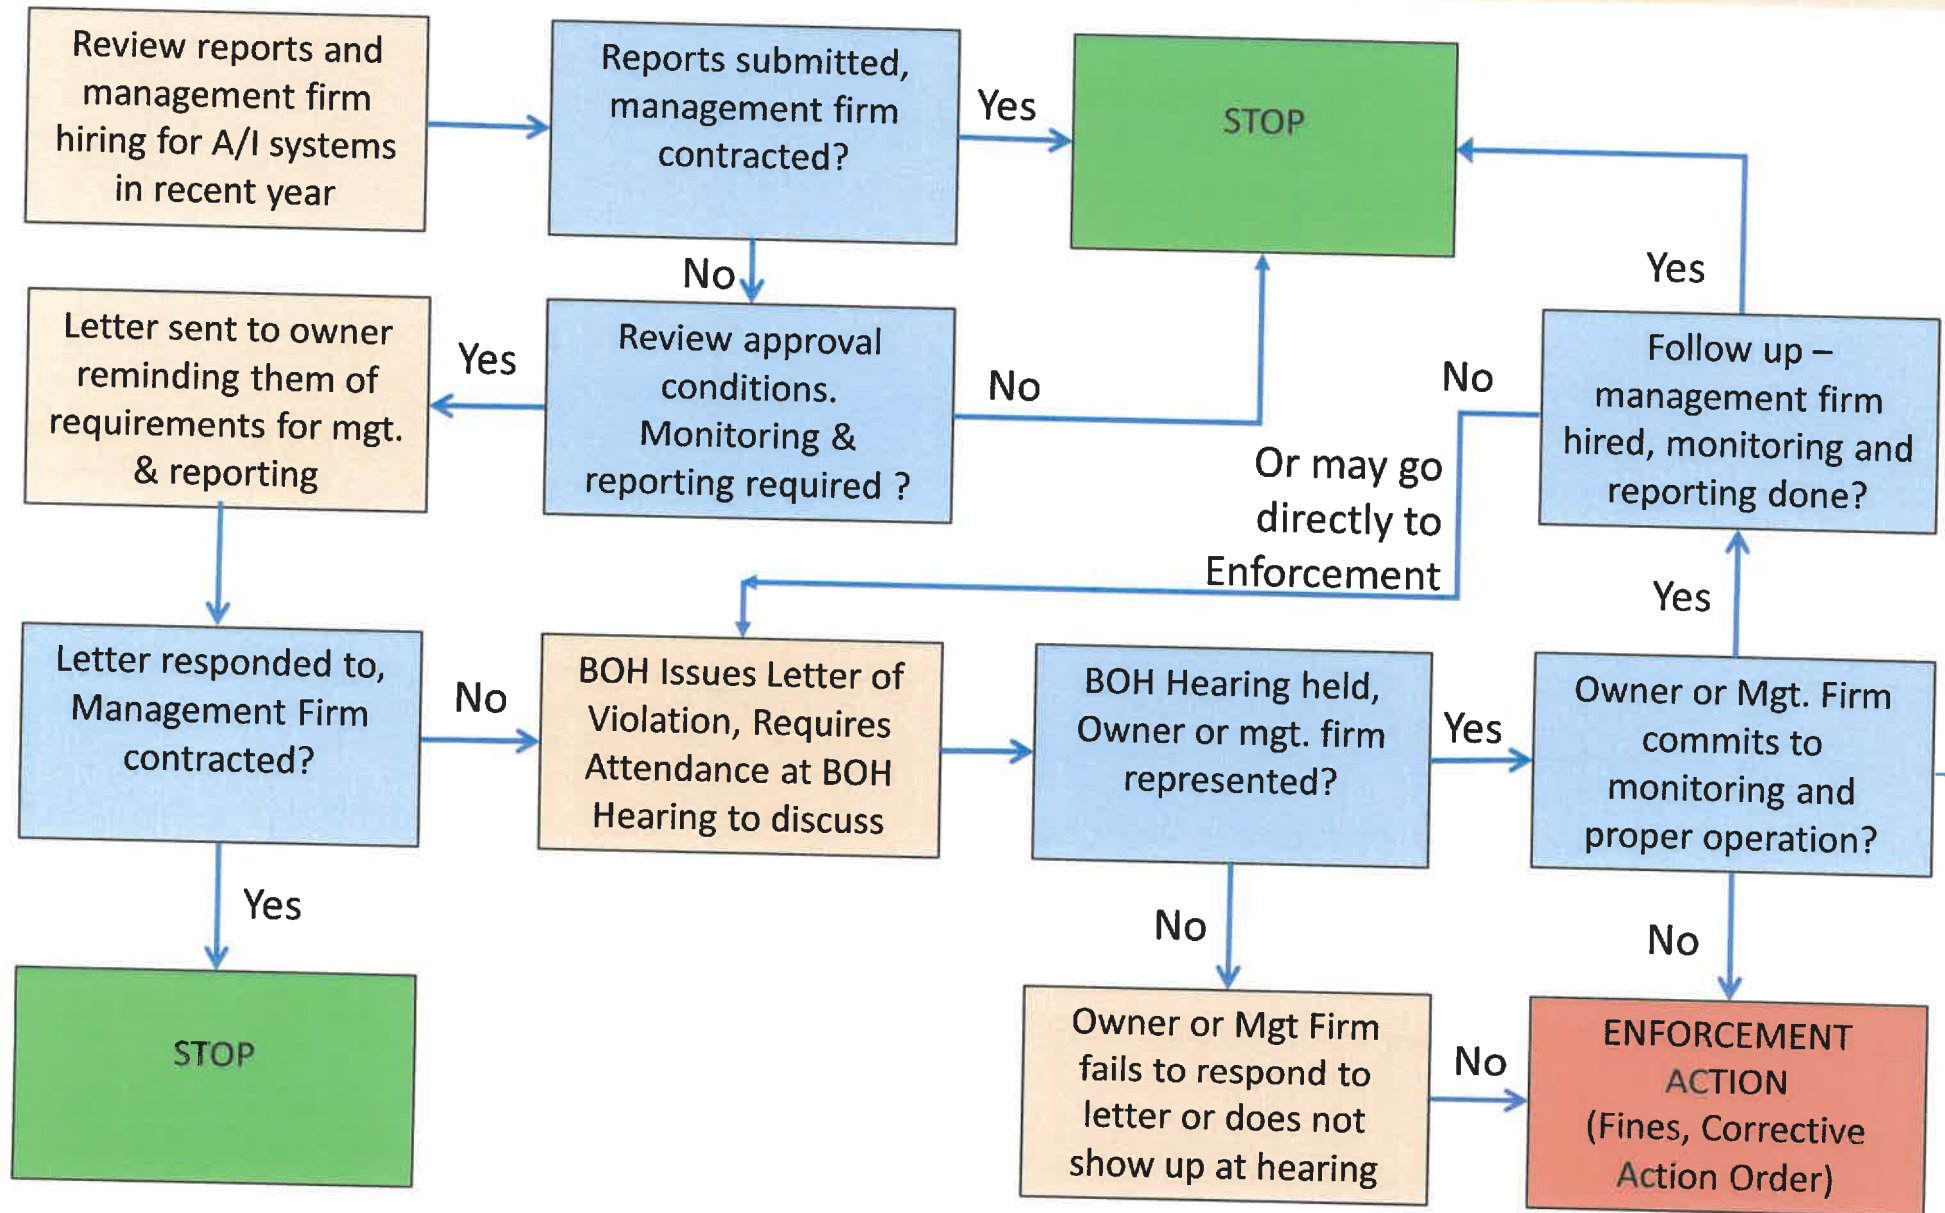 Review reports and
management firm
hiring for A/I systems
in recent year
Reports submitted,
management firm
contracted?
Yes
STOP
No
Letter sent to owner
reminding them of
requirements for mgt.
& reporting
Yes
Review approval
conditions.
Monitoring &
reporting required ?
No
Yes
Follow up –
management firm
hired, monitoring and
reporting done?
No
Or may go
directly to
Enforcement
Yes
Letter responded to,
Management Firm
contracted?
No
BOH Issues Letter of
Violation, Requires
Attendance at BOH
Hearing to discuss
BOH Hearing held,
Owner or mgt. firm
represented?
Yes
Owner or Mgt. Firm
commits to
monitoring and
proper operation?
Yes
No
No
STOP
Owner or Mgt Firm
fails to respond to
letter or does not
show up at hearing
No
ENFORCEMENT
ACTION
(Fines, Corrective
Action Order)